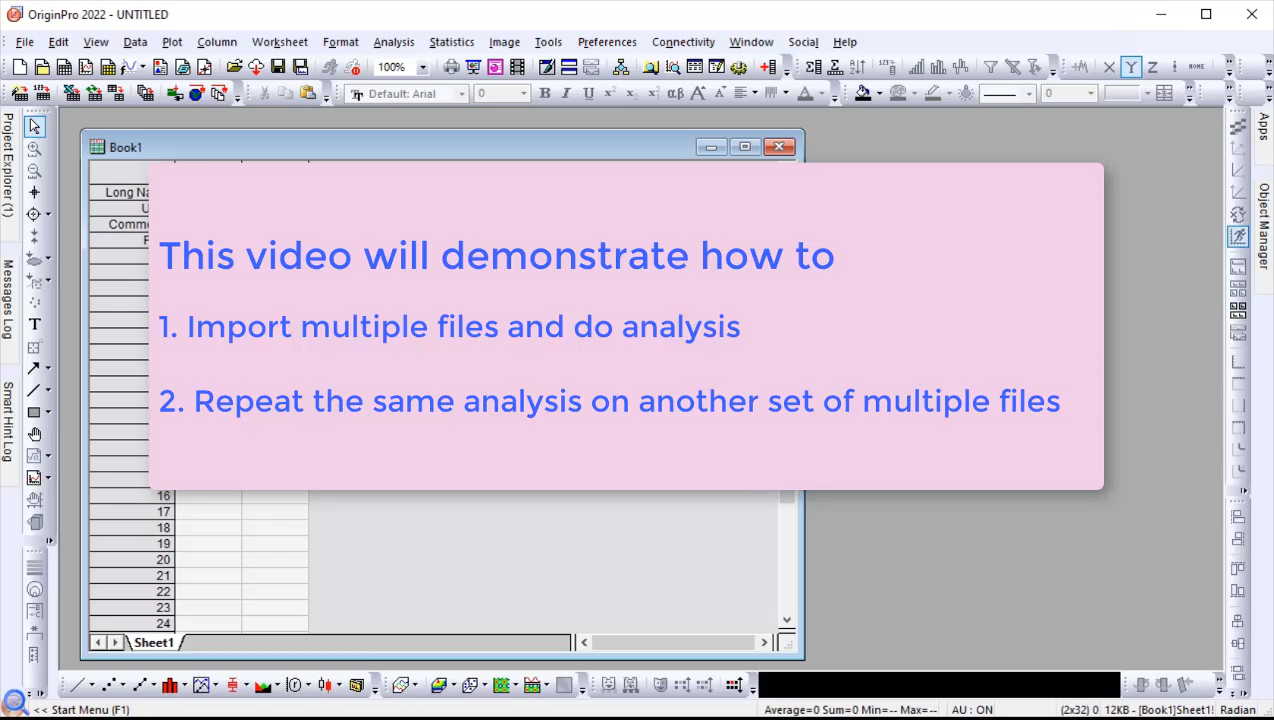 OriginPro 2022 - UNTITLED
File Edit View Data Plot Column Worksheet Format Analysis Statistics Image Tools Preferences Connectivity Window Social Help
100%
Default: Arial 0 B I U 0
Project Explorer (1)
Messages Log
Smart Hint Log
Apps
Object Manager
Book1
Long Na
U
Comme
F
This video will demonstrate how to
1. Import multiple files and do analysis
2. Repeat the same analysis on another set of multiple files
16
17
18
19
20
21
22
23
24
Sheet1
<< Start Menu (F1) Average=0 Sum=0 Min=-- Max=-- AU : ON (2x32) 0 12KB - [Book1]Sheet1! Radian